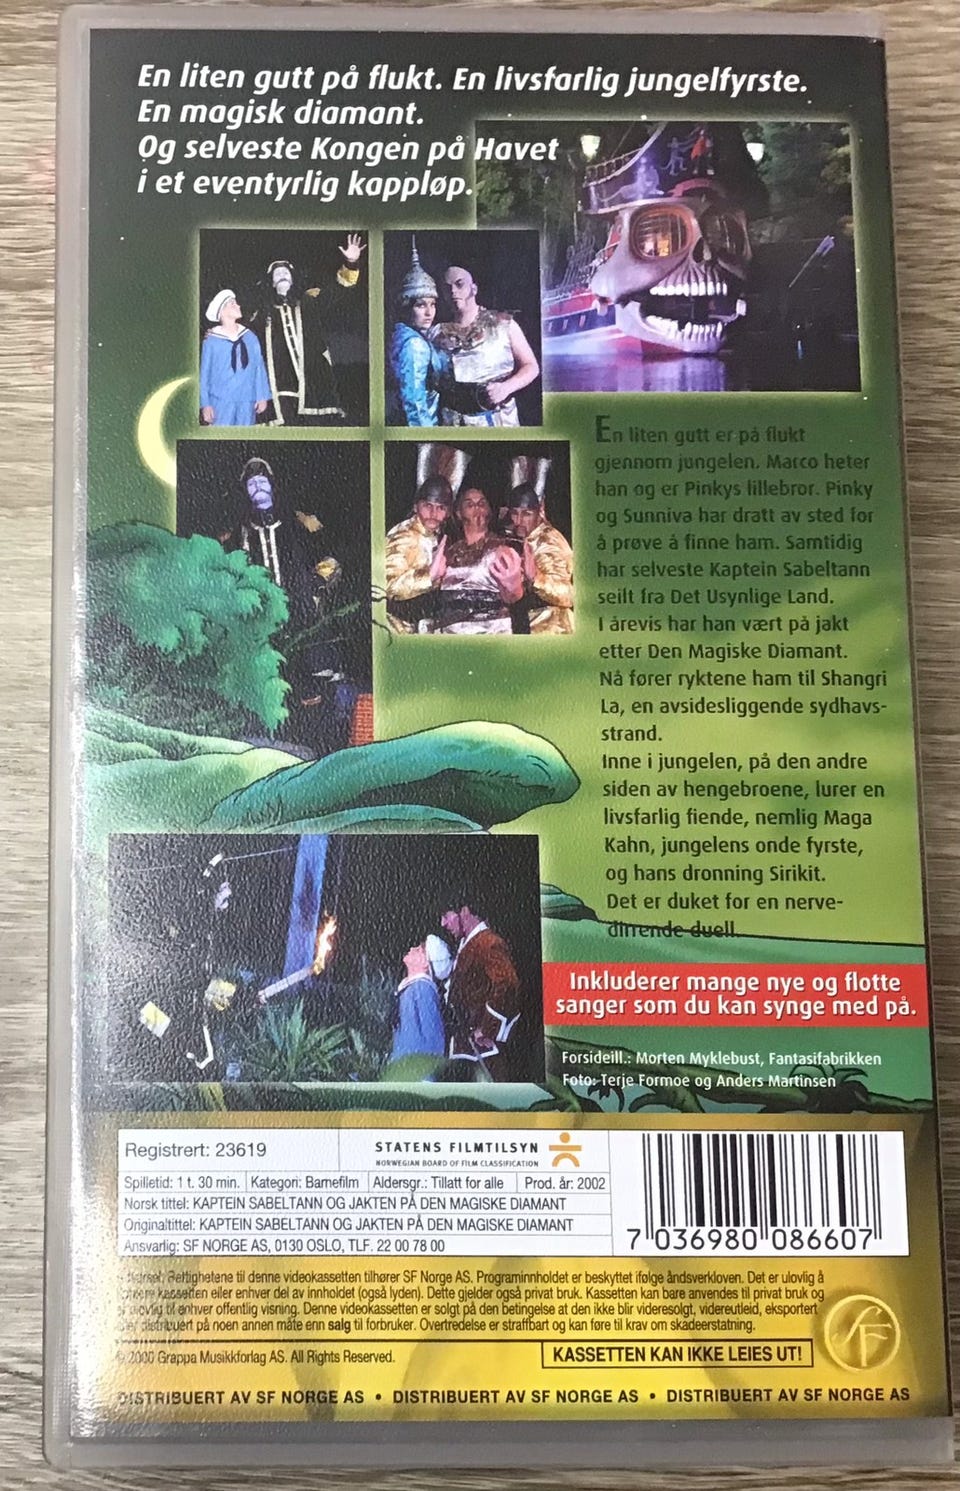 En liten gutt på flukt. En livsfarlig jungelfyrste.
En magisk diamant.
Og selveste Kongen på Havet
i et eventyrlig kappløp.
En liten gutt er på flukt
gjennom jungelen. Marco heter
han og er Pinkys lillebror. Pinky
og Sunniva har dratt av sted for
å prøve å finne ham. Samtidig
har selveste Kaptein Sabeltann
seilt fra Det Usynlige Land.
I årevis har han vært på jakt
etter Den Magiske Diamant.
Nå fører ryktene ham til Shangri
La, en avsidesliggende sydhavs-
strand.
Inne i jungelen, på den andre
siden av hengebroene, lurer en
livsfarlig fiende, nemlig Maga
Kahn, jungelens onde fyrste,
og hans dronning Sirikit.
Det er duket for en nerve-
dirrende duell.
Inkluderer mange nye og flotte
sanger som du kan synge med på.
Forsideill.: Morten Myklebust, Fantasifabrikken
Foto: Terje Formoe og Anders Martinsen
Registrert: 23619
STATENS FILMTILSYN
NORWEGIAN BOARD OF FILM CLASSIFICATION
Spilletid: 1 t. 30 min. Kategori: Barnefilm Aldersgr.: Tillatt for alle Prod. år: 2002
Norsk tittel: KAPTEIN SABELTANN OG JAKTEN PÅ DEN MAGISKE DIAMANT
Originaltittel: KAPTEIN SABELTANN OG JAKTEN PÅ DEN MAGISKE DIAMANT
Ansvarlig: SF NORGE AS, 0130 OSLO, TLF. 22 00 78 00
7 036980 086607
Rettighetene til denne videokassetten tilhører SF Norge AS. Programinnholdet er beskyttet ifølge åndsverkloven. Det er ulovlig å
kassetten eller enhver del av innholdet (også lyden). Dette gjelder også privat bruk. Kassetten kan bare anvendes til privat bruk og
til enhver offentlig visning. Denne videokassetten er solgt på den betingelse at den ikke blir videresolgt, videreutleid, eksportert
distribuert på noen annen måte enn salg til forbruker. Overtredelse er straffbart og kan føre til krav om skadeerstatning.
© 2000 Grappa Musikkforlag AS. All Rights Reserved.
KASSETTEN KAN IKKE LEIES UT!
SF
DISTRIBUERT AV SF NORGE AS • DISTRIBUERT AV SF NORGE AS • DISTRIBUERT AV SF NORGE AS